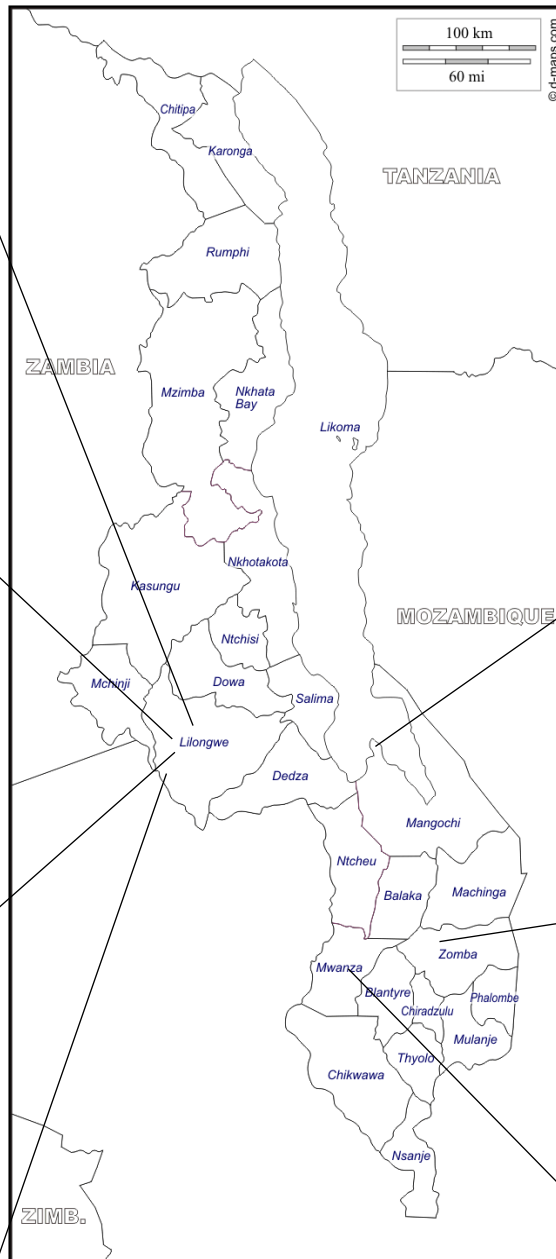 100 km
60 mi
© d-maps.com
Chitipa
Karonga
TANZANIA
Rumphi
ZAMBIA
Mzimba
Nkhata
Bay
Likoma
Nkhotakota
Kasungu
MOZAMBIQUE
Ntchisi
Mchinji
Dowa
Salima
Lilongwe
Dedza
Mangochi
Ntcheu
Balaka
Machinga
Zomba
Mwanza
Blantyre
Phalombe
Chiradzulu
Mulanje
Thyolo
Chikwawa
Nsanje
ZIMB.